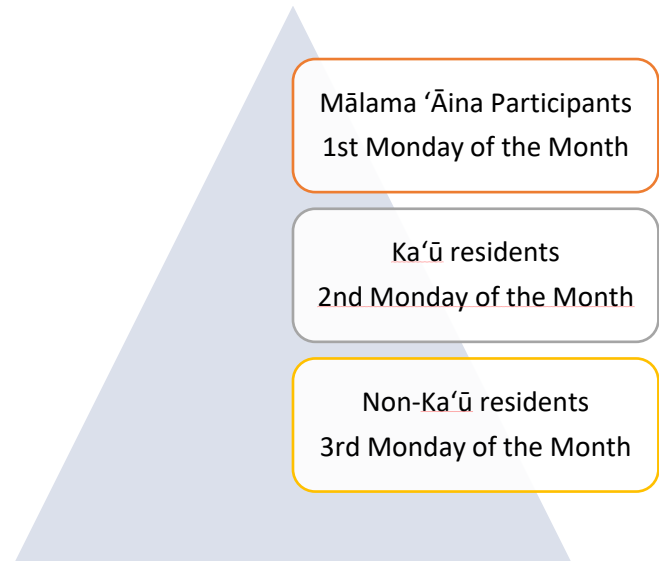 Mālama ʻĀina Participants
1st Monday of the Month
Kaʻū residents
2nd Monday of the Month
Non-Kaʻū residents
3rd Monday of the Month